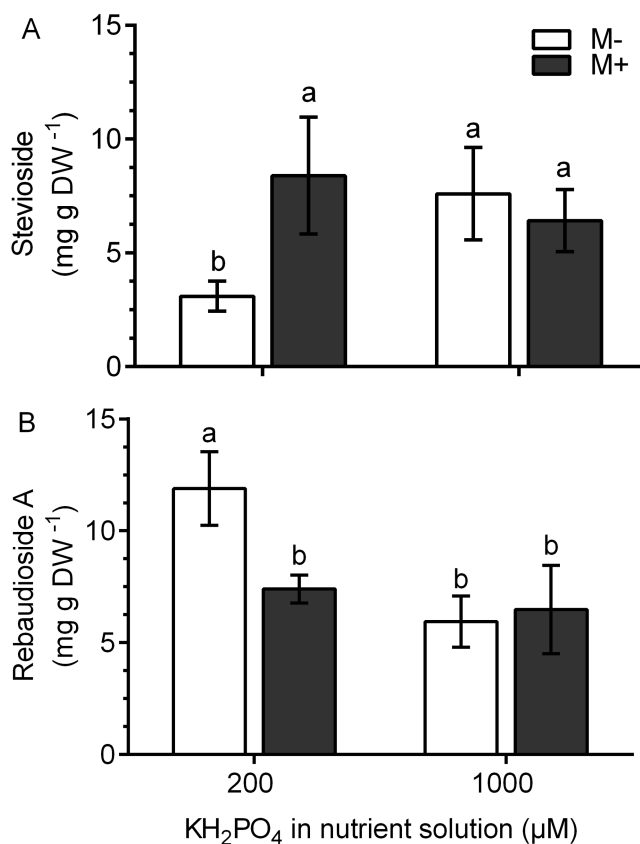 A
M-
M+
Stevioside
(mg g DW⁻¹)
15
10
5
0
b
a
a
a
B
Rebaudioside A
(mg g DW⁻¹)
15
10
5
0
a
b
b
b
200
1000
KH₂PO₄ in nutrient solution (µM)